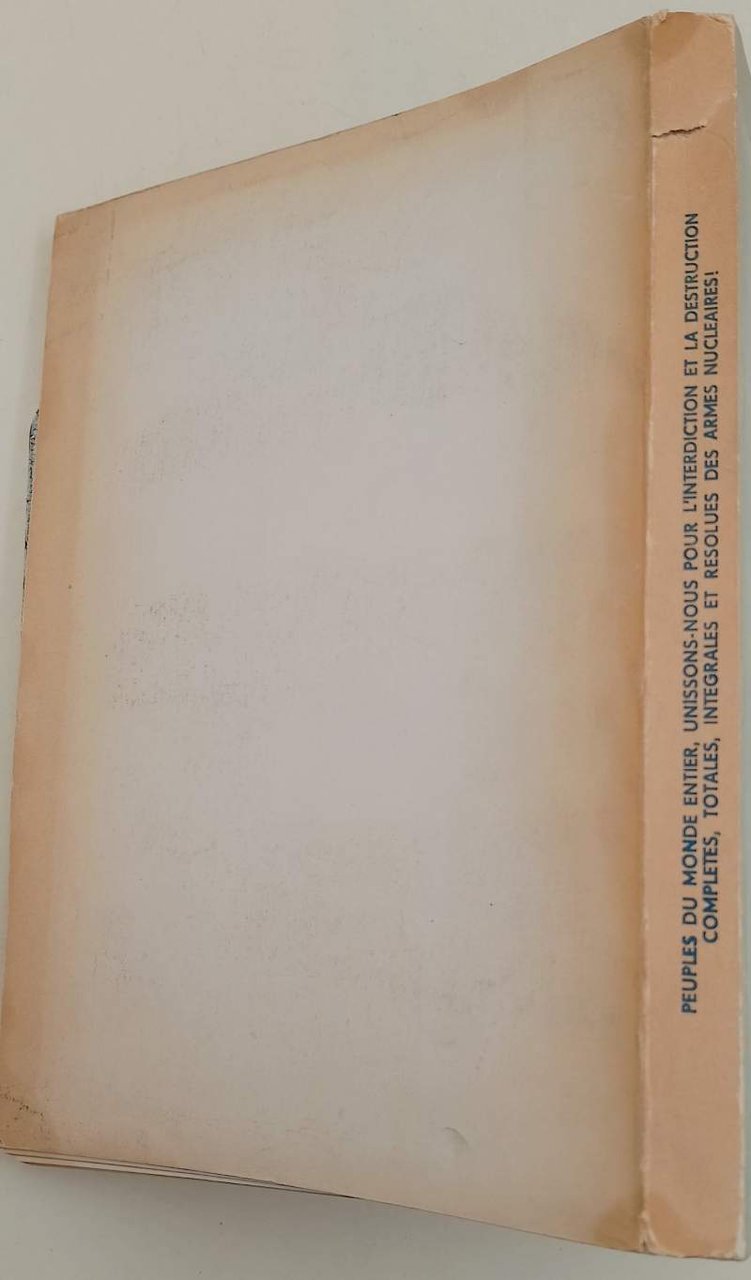 PEUPLES DU MONDE ENTIER, UNISSONS-NOUS POUR L'INTERDICTION ET LA DESTRUCTION
COMPLETES, TOTALES, INTEGRALES ET RESOLUES DES ARMES NUCLEAIRES!